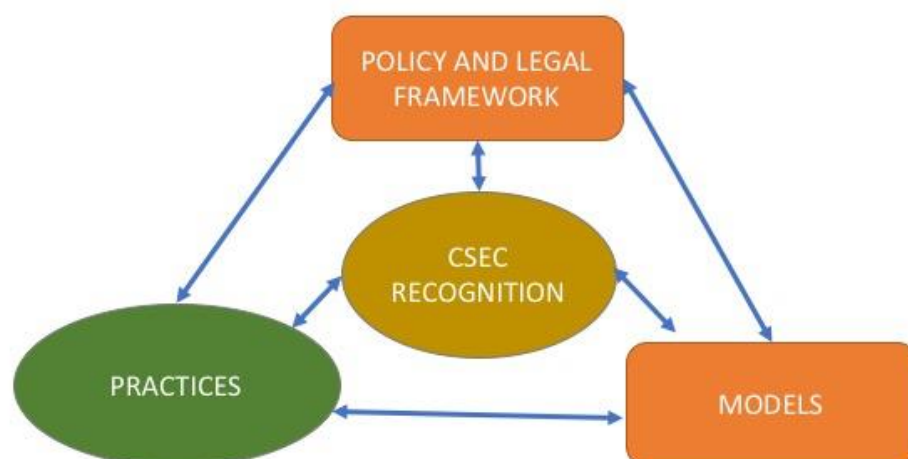 POLICY AND LEGAL
FRAMEWORK
CSEC
RECOGNITION
PRACTICES
MODELS